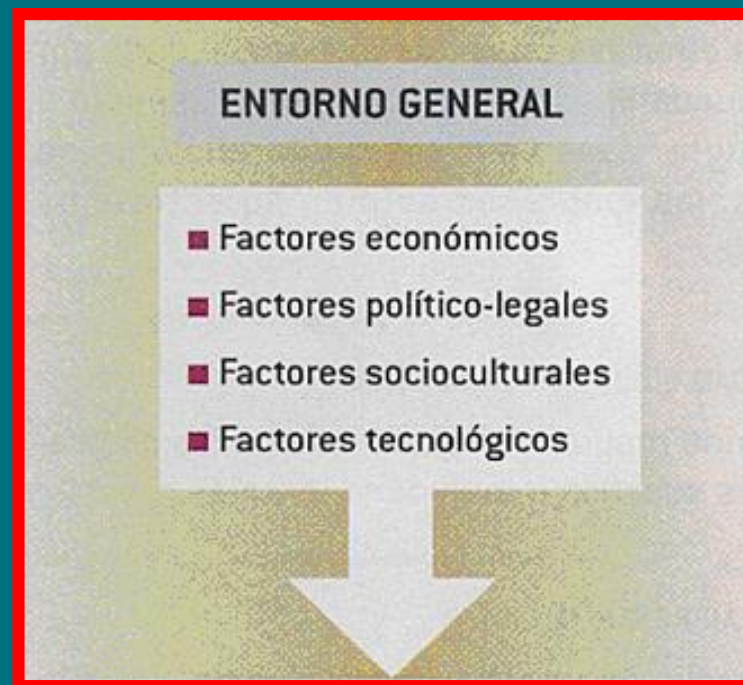 ENTORNO GENERAL
Factores económicos
Factores político-legales
Factores socioculturales
Factores tecnológicos